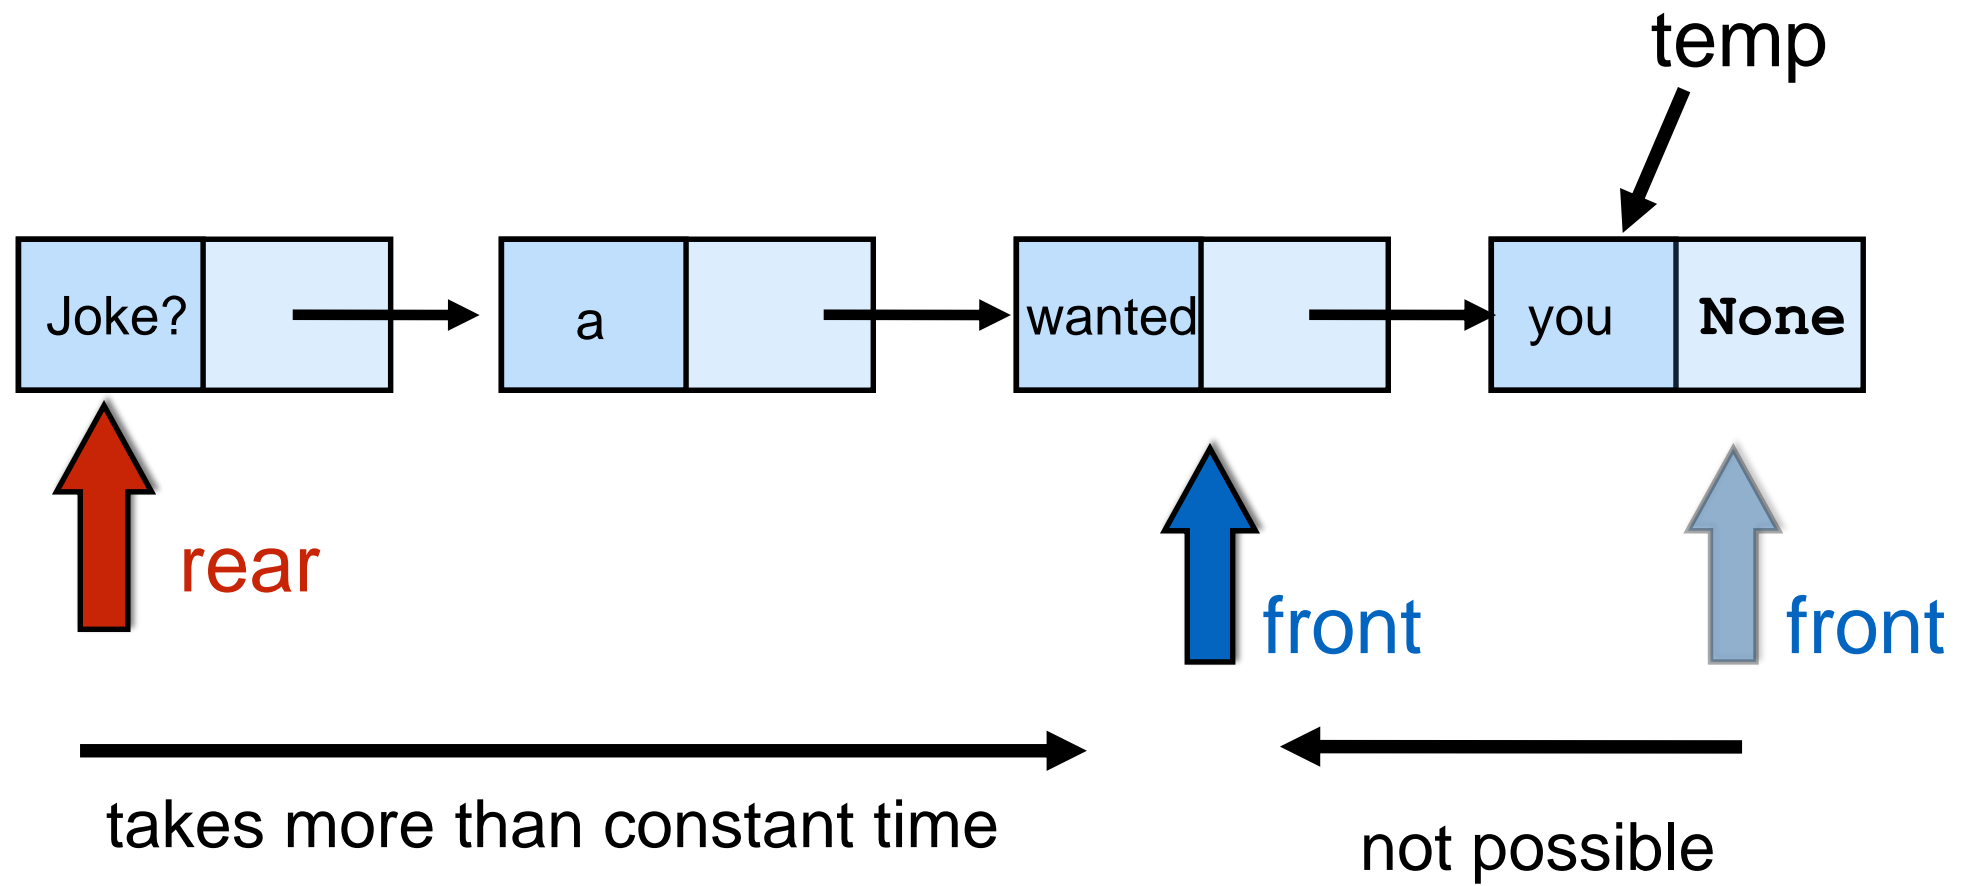 temp
Joke?
a
wanted
you
None
rear
front
front
takes more than constant time
not possible